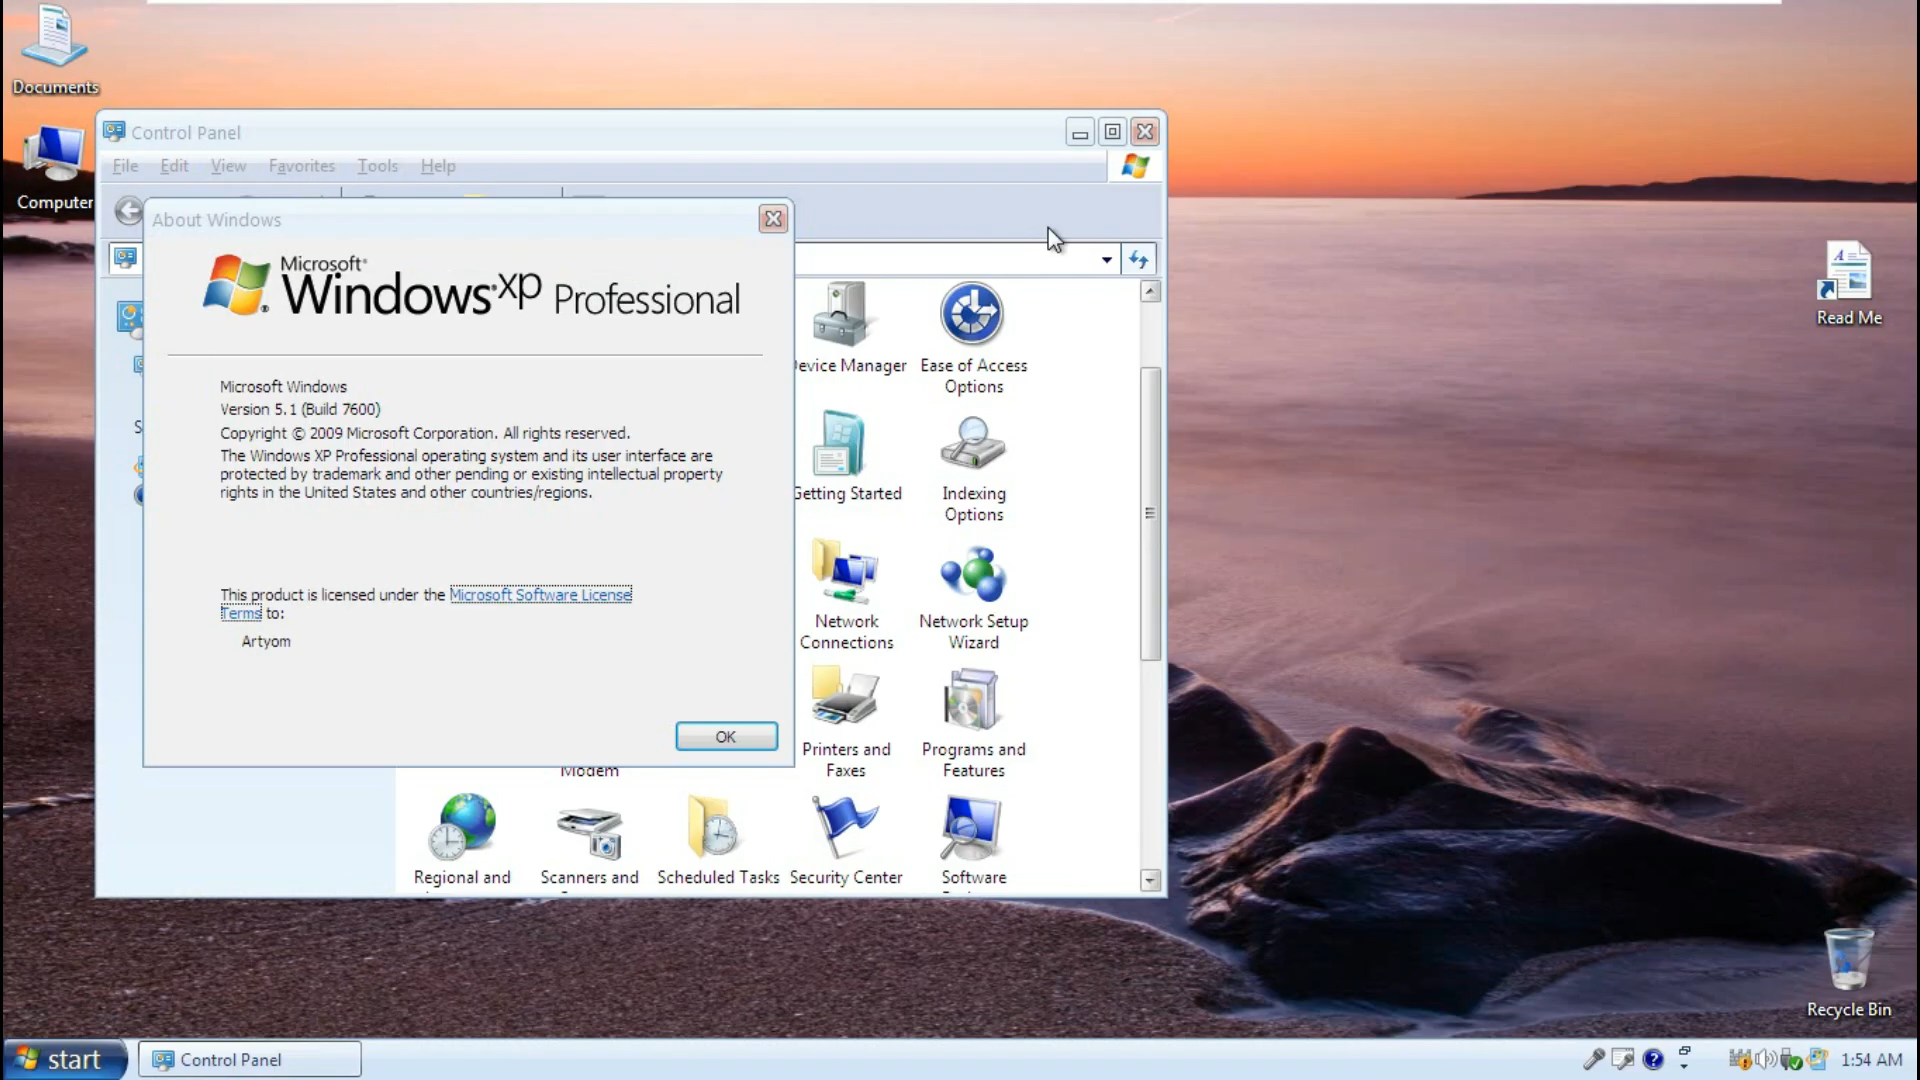 Documents
Computer
Control Panel
File Edit View Favorites Tools Help
About Windows
Microsoft®
Windows® xp Professional
Microsoft Windows
Version 5.1 (Build 7600)
Copyright © 2009 Microsoft Corporation. All rights reserved.
The Windows XP Professional operating system and its user interface are
protected by trademark and other pending or existing intellectual property
rights in the United States and other countries/regions.
This product is licensed under the Microsoft Software License
Terms to:
Artyom
OK
evice Manager
Ease of Access
Options
Getting Started
Indexing
Options
Network
Connections
Network Setup
Wizard
Printers and
Faxes
Programs and
Features
Modem
Regional and
Scanners and
Scheduled Tasks
Security Center
Software
Read Me
Recycle Bin
start
Control Panel
1:54 AM